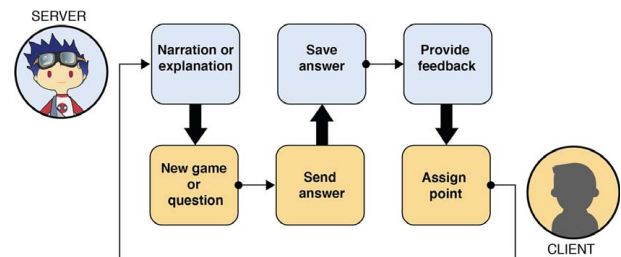 SERVER
Narration or
explanation
Save
answer
Provide
feedback
New game
or
question
Send
answer
Assign
point
CLIENT